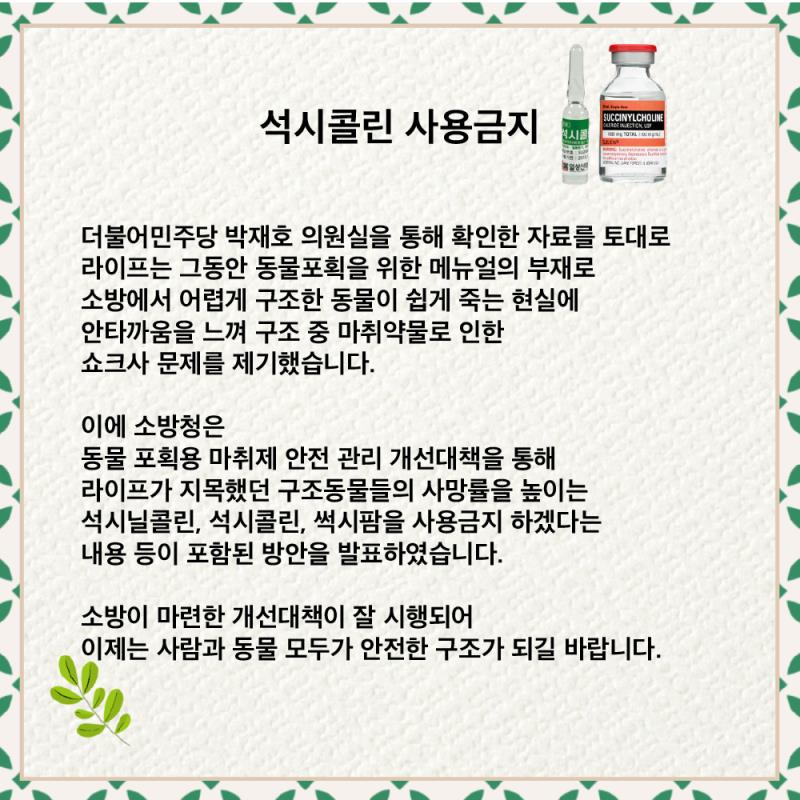 석시콜린 사용금지
석시콜
SUCCINYLCHOLINE
CHLORIDE INJECTION, USP
더불어민주당 박재호 의원실을 통해 확인한 자료를 토대로
라이프는 그동안 동물포획을 위한 메뉴얼의 부재로
소방에서 어렵게 구조한 동물이 쉽게 죽는 현실에
안타까움을 느껴 구조 중 마취약물로 인한
쇼크사 문제를 제기했습니다.
이에 소방청은
동물 포획용 마취제 안전 관리 개선대책을 통해
라이프가 지목했던 구조동물들의 사망률을 높이는
석시닐콜린, 석시콜린, 썩시팜을 사용금지 하겠다는
내용 등이 포함된 방안을 발표하였습니다.
소방이 마련한 개선대책이 잘 시행되어
이제는 사람과 동물 모두가 안전한 구조가 되길 바랍니다.